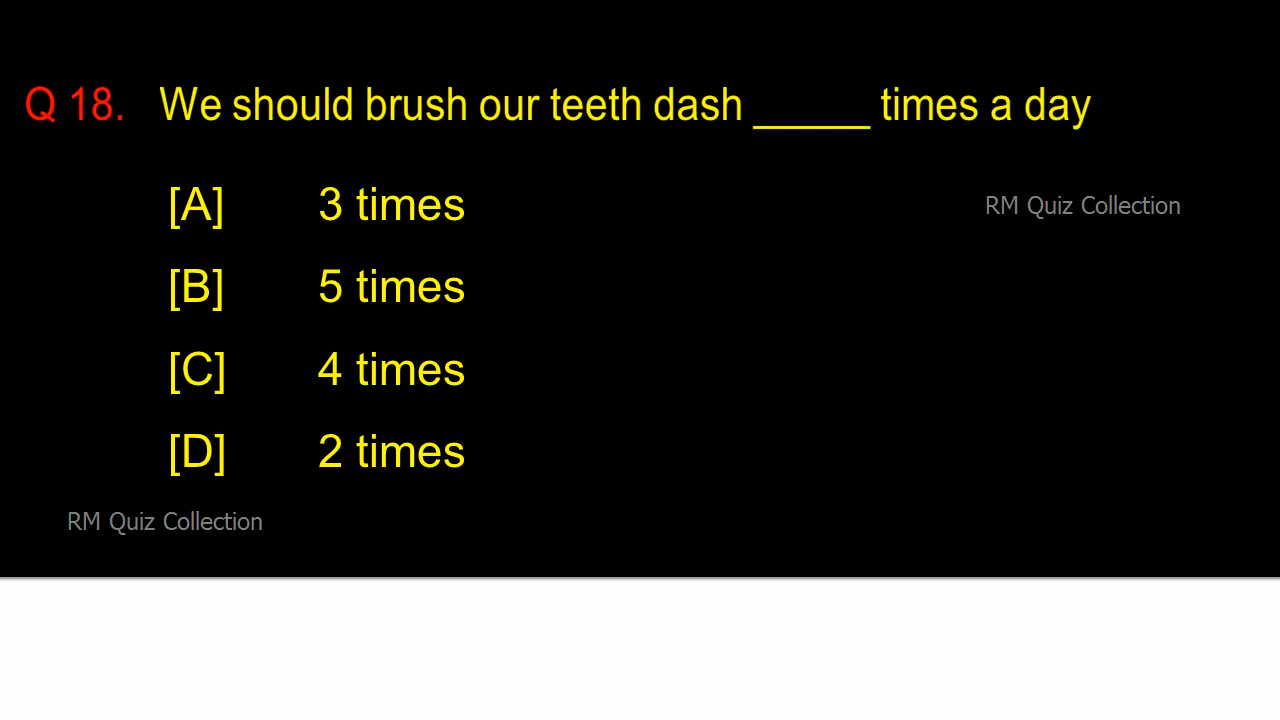 Q 18. We should brush our teeth dash _____ times a day
[A] 3 times
RM Quiz Collection
[B] 5 times
[C] 4 times
[D] 2 times
RM Quiz Collection